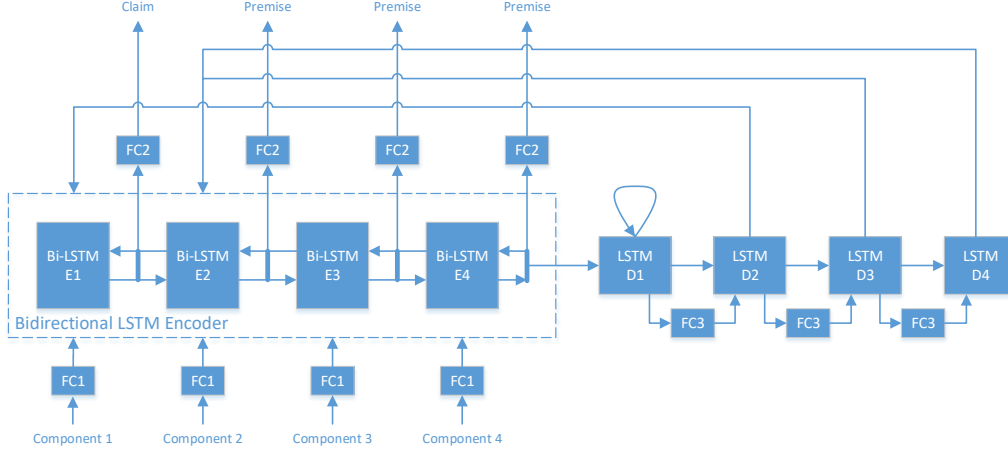 Claim
Premise
Premise
Premise
FC2
FC2
FC2
FC2
Bi-LSTM
E1
Bi-LSTM
E2
Bi-LSTM
E3
Bi-LSTM
E4
LSTM
D1
LSTM
D2
LSTM
D3
LSTM
D4
Bidirectional LSTM Encoder
FC3
FC3
FC3
FC1
FC1
FC1
FC1
Component 1
Component 2
Component 3
Component 4